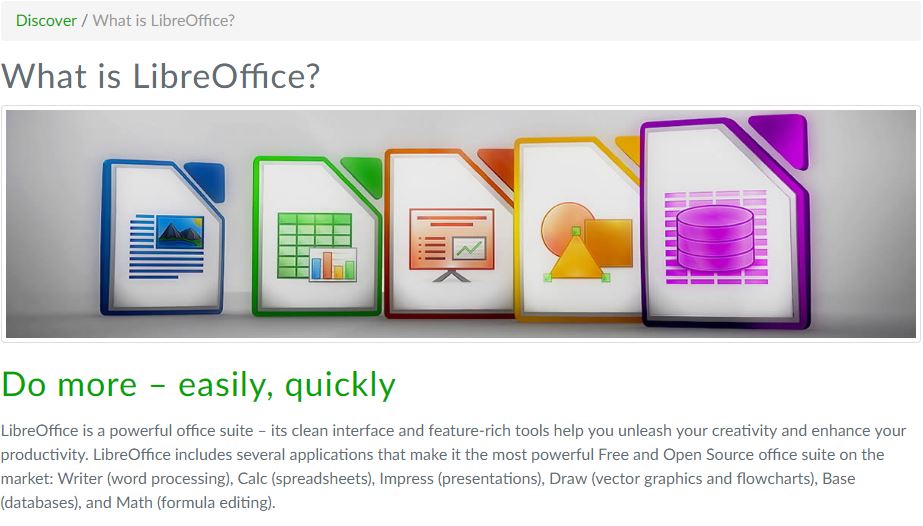 Discover / What is LibreOffice?
What is LibreOffice?
Do more – easily, quickly
LibreOffice is a powerful office suite – its clean interface and feature-rich tools help you unleash your creativity and enhance your
productivity. LibreOffice includes several applications that make it the most powerful Free and Open Source office suite on the
market: Writer (word processing), Calc (spreadsheets), Impress (presentations), Draw (vector graphics and flowcharts), Base
(databases), and Math (formula editing).